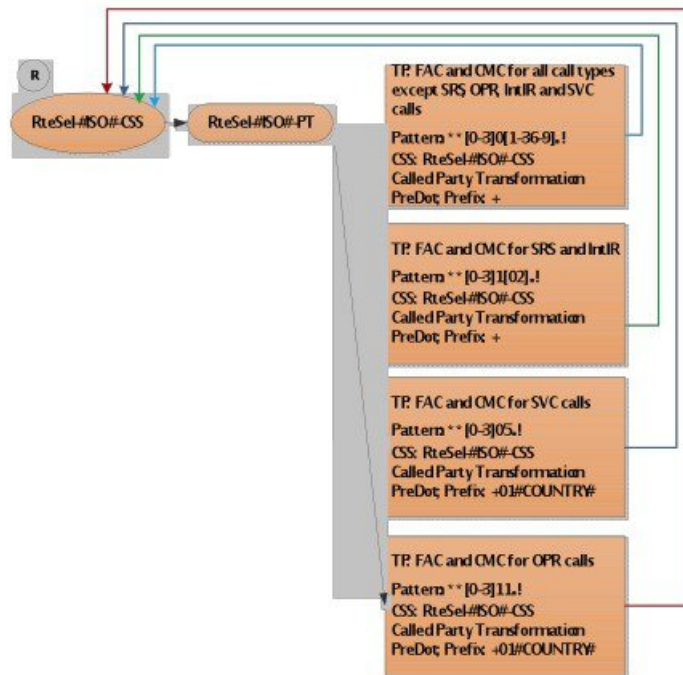 R
RteSel-#ISO#-CSS
RteSel-#ISO#-PT
TP: FAC and CMC for all call types
except SRS, OPR, IntlIR and SVC
calls
Pattern: **[0-3]0[1-36-9].!
CSS: RteSel-#ISO#-CSS
Called Party Transformation
PreDot; Prefix: +
TP: FAC and CMC for SRS and IntlIR
Pattern: **[0-3]1[02].!
CSS: RteSel-#ISO#-CSS
Called Party Transformation
PreDot; Prefix: +
TP: FAC and CMC for SVC calls
Pattern: **[0-3]05.!
CSS: RteSel-#ISO#-CSS
Called Party Transformation
PreDot; Prefix: +01#COUNTRY#
TP: FAC and CMC for OPR calls
Pattern: **[0-3]11.!
CSS: RteSel-#ISO#-CSS
Called Party Transformation
PreDot; Prefix: +01#COUNTRY#